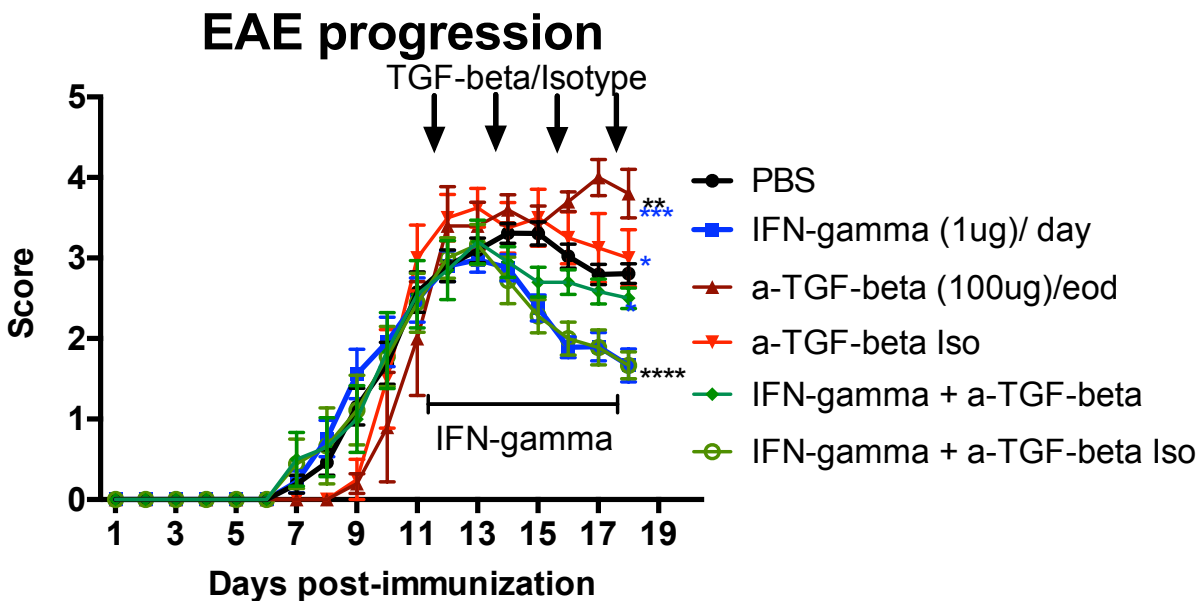 EAE progression
TGF-beta/Isotype
5
4
3
2
1
0
Score
**
***
*
*
****
IFN-gamma
1 3 5 7 9 11 13 15 17 19
Days post-immunization
PBS
IFN-gamma (1ug)/ day
a-TGF-beta (100ug)/eod
a-TGF-beta Iso
IFN-gamma + a-TGF-beta
IFN-gamma + a-TGF-beta Iso